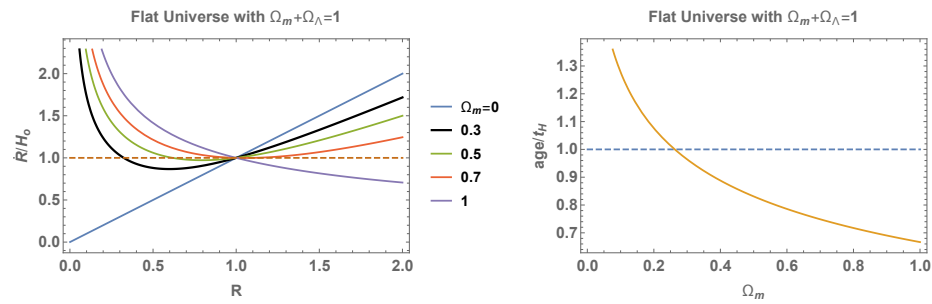 Flat Universe with Ωₘ+Ω_Λ=1
Ṙ/Hₒ
2.0
1.5
1.0
0.5
0.0
0.0 0.5 1.0 1.5 2.0
R
Ωₘ=0
0.3
0.5
0.7
1
Flat Universe with Ωₘ+Ω_Λ=1
age/t_H
1.3
1.2
1.1
1.0
0.9
0.8
0.7
0.0 0.2 0.4 0.6 0.8 1.0
Ωₘ